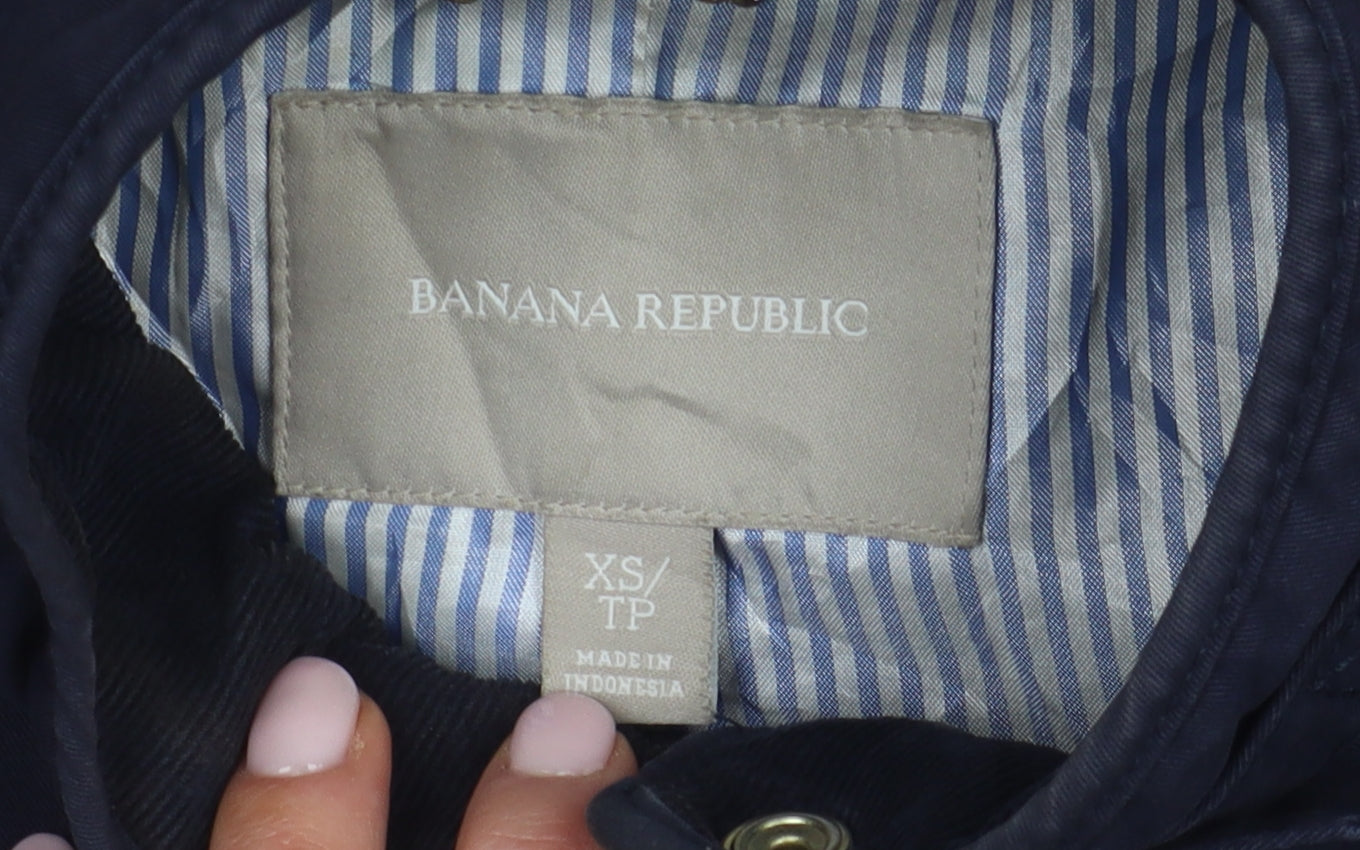 BANANA REPUBLIC
XS/
TP
MADE IN
INDONESIA